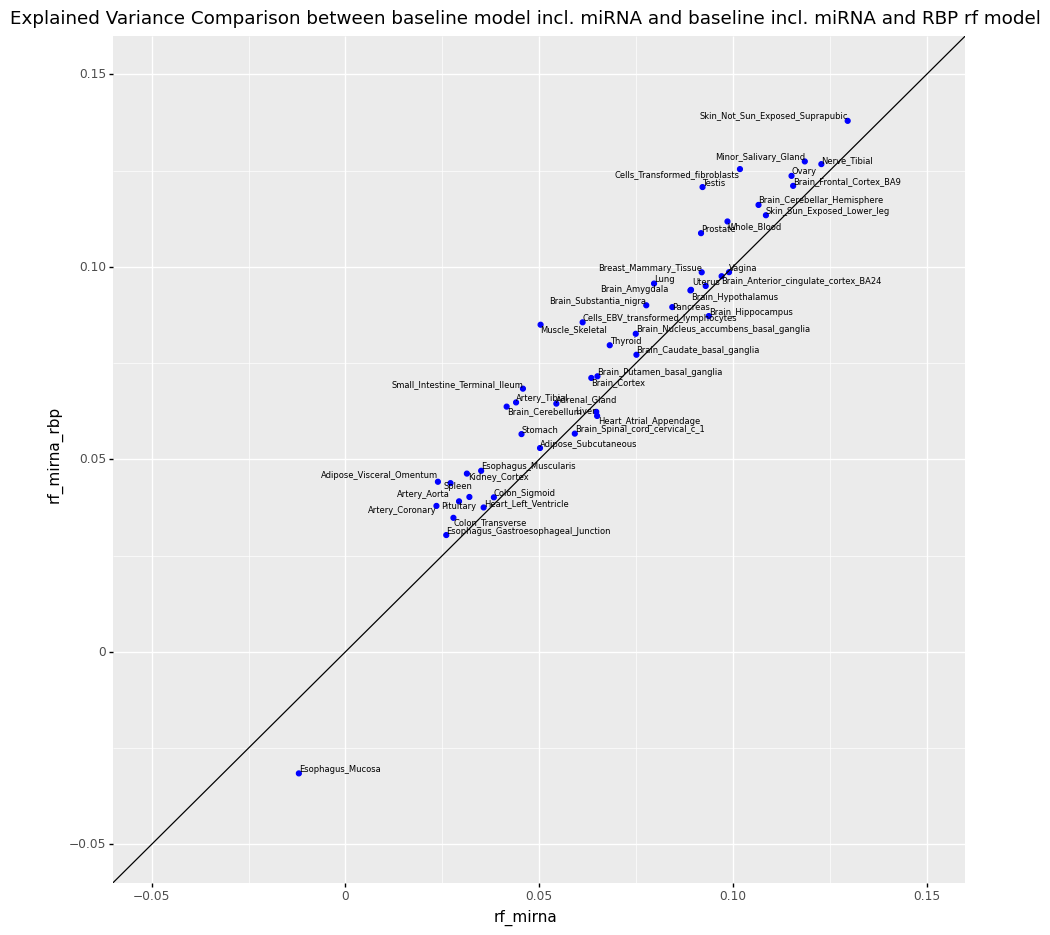 Explained Variance Comparison between baseline model incl. miRNA and baseline incl. miRNA and RBP rf model
0.15
Skin_Not_Sun_Exposed_Suprapubic
Minor_Salivary_Gland
Nerve_Tibial
Cells_Transformed_fibroblasts
Ovary
Testis
Brain_Frontal_Cortex_BA9
Brain_Cerebellar_Hemisphere
Skin_Sun_Exposed_Lower_leg
Prostate
Whole_Blood
0.10
Breast_Mammary_Tissue
Vagina
Lung
Uterus
Brain_Anterior_cingulate_cortex_BA24
Brain_Amygdala
Brain_Hypothalamus
Brain_Substantia_nigra
Pancreas
Brain_Hippocampus
Cells_EBV_transformed_lymphocytes
Muscle_Skeletal
Brain_Nucleus_accumbens_basal_ganglia
Thyroid
Brain_Caudate_basal_ganglia
Brain_Putamen_basal_ganglia
Small_Intestine_Terminal_Ileum
Brain_Cortex
Artery_Tibial
Adrenal_Gland
Brain_Cerebellum
Liver
Heart_Atrial_Appendage
Stomach
Brain_Spinal_cord_cervical_c_1
Adipose_Subcutaneous
0.05
Esophagus_Muscularis
Adipose_Visceral_Omentum
Kidney_Cortex
Spleen
Artery_Aorta
Colon_Sigmoid
Pituitary
Heart_Left_Ventricle
Artery_Coronary
Colon_Transverse
Esophagus_Gastroesophageal_Junction
0
Esophagus_Mucosa
−0.05
−0.05
0
0.05
0.10
0.15
rf_mirna
rf_mirna_rbp